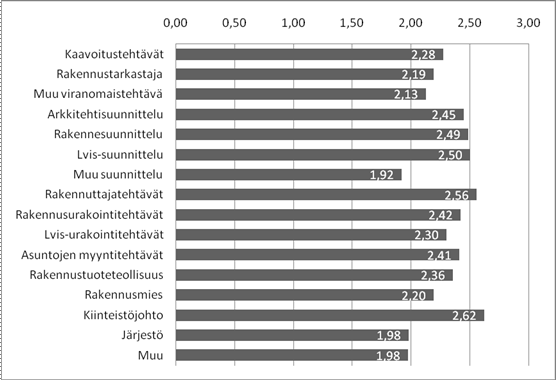 0,00 0,50 1,00 1,50 2,00 2,50 3,00
Kaavoitustehtävät 2,28
Rakennustarkastaja 2,19
Muu viranomaistehtävä 2,13
Arkkitehtisuunnittelu 2,45
Rakennesuunnittelu 2,49
Lvis-suunnittelu 2,50
Muu suunnittelu 1,92
Rakennuttajatehtävät 2,56
Rakennusurakointitehtävät 2,42
Lvis-urakointitehtävät 2,30
Asuntojen myyntitehtävät 2,41
Rakennustuoteteollisuus 2,36
Rakennusmies 2,20
Kiinteistöjohto 2,62
Järjestö 1,98
Muu 1,98